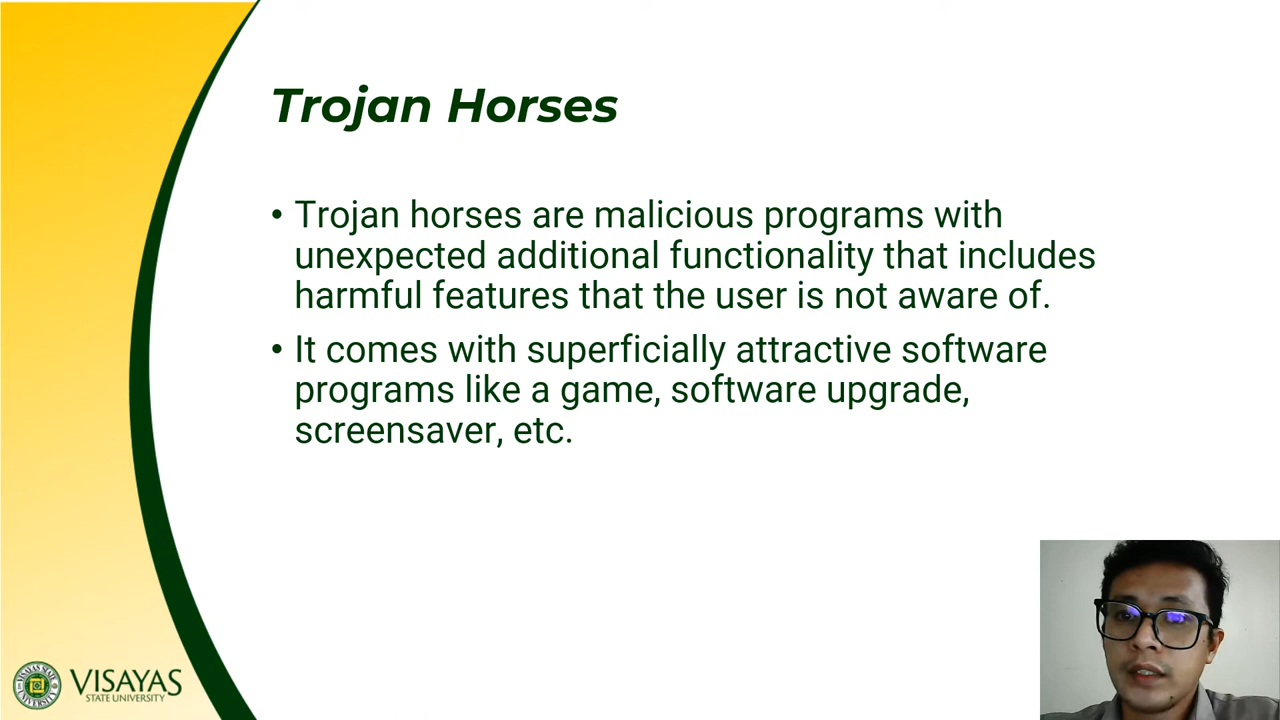 Trojan Horses
• Trojan horses are malicious programs with
unexpected additional functionality that includes
harmful features that the user is not aware of.
• It comes with superficially attractive software
programs like a game, software upgrade,
screensaver, etc.
VISAYAS
STATE UNIVERSITY